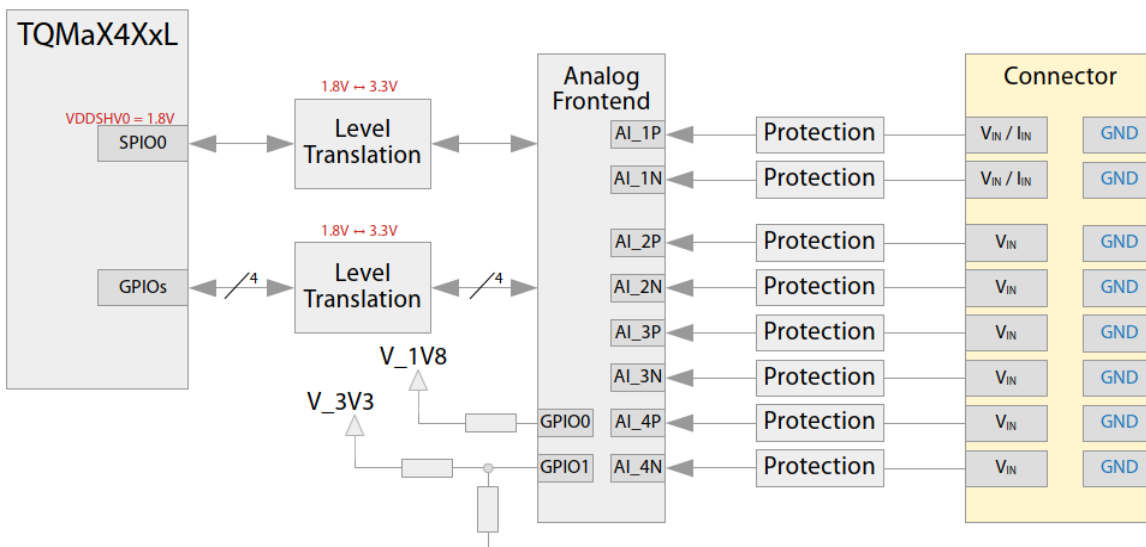 TQMaX4XxL
VDDSHV0 = 1.8V
SPIO0
GPIOs
1.8V ↔ 3.3V
Level
Translation
1.8V ↔ 3.3V
Level
Translation
4
4
V_1V8
V_3V3
Analog
Frontend
AI_1P
AI_1N
AI_2P
AI_2N
AI_3P
AI_3N
GPIO0
AI_4P
GPIO1
AI_4N
Protection
Protection
Protection
Protection
Protection
Protection
Protection
Protection
Connector
VIN / IIN GND
VIN / IIN GND
VIN GND
VIN GND
VIN GND
VIN GND
VIN GND
VIN GND